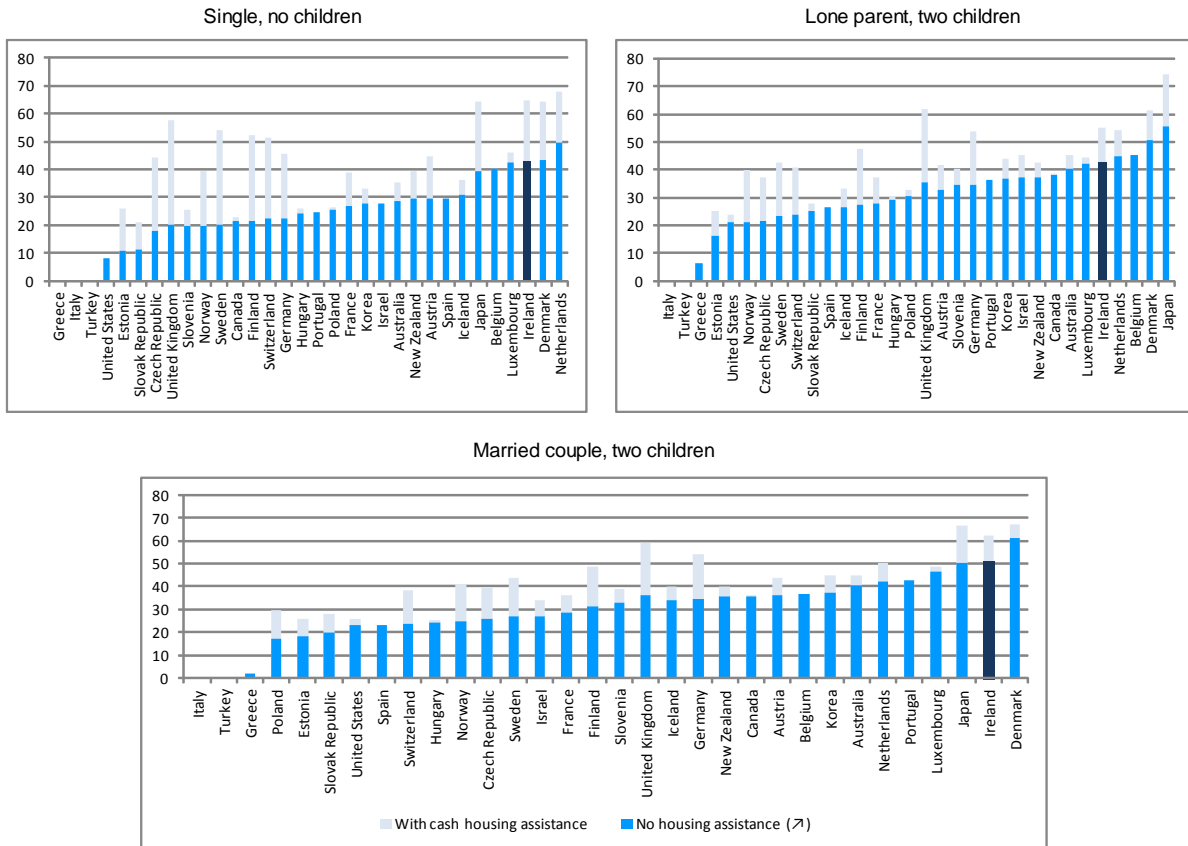 Single, no children
80
70
60
50
40
30
20
10
0
Greece
Italy
Turkey
United States
Estonia
Slovak Republic
Czech Republic
United Kingdom
Slovenia
Norway
Sweden
Canada
Finland
Switzerland
Germany
Hungary
Portugal
Poland
France
Korea
Israel
Australia
New Zealand
Austria
Spain
Iceland
Japan
Belgium
Luxembourg
Ireland
Denmark
Netherlands
Lone parent, two children
80
70
60
50
40
30
20
10
0
Italy
Turkey
Greece
Estonia
United States
Norway
Czech Republic
Sweden
Switzerland
Slovak Republic
Spain
Iceland
Finland
France
Hungary
Poland
United Kingdom
Austria
Slovenia
Germany
Portugal
Korea
Israel
New Zealand
Canada
Australia
Luxembourg
Ireland
Netherlands
Belgium
Denmark
Japan
Married couple, two children
80
70
60
50
40
30
20
10
0
Italy
Turkey
Greece
Poland
Estonia
Slovak Republic
United States
Spain
Switzerland
Hungary
Norway
Czech Republic
Sweden
Israel
France
Finland
Slovenia
United Kingdom
Iceland
Germany
New Zealand
Canada
Austria
Belgium
Korea
Australia
Netherlands
Portugal
Luxembourg
Japan
Ireland
Denmark
With cash housing assistance
No housing assistance (↗)